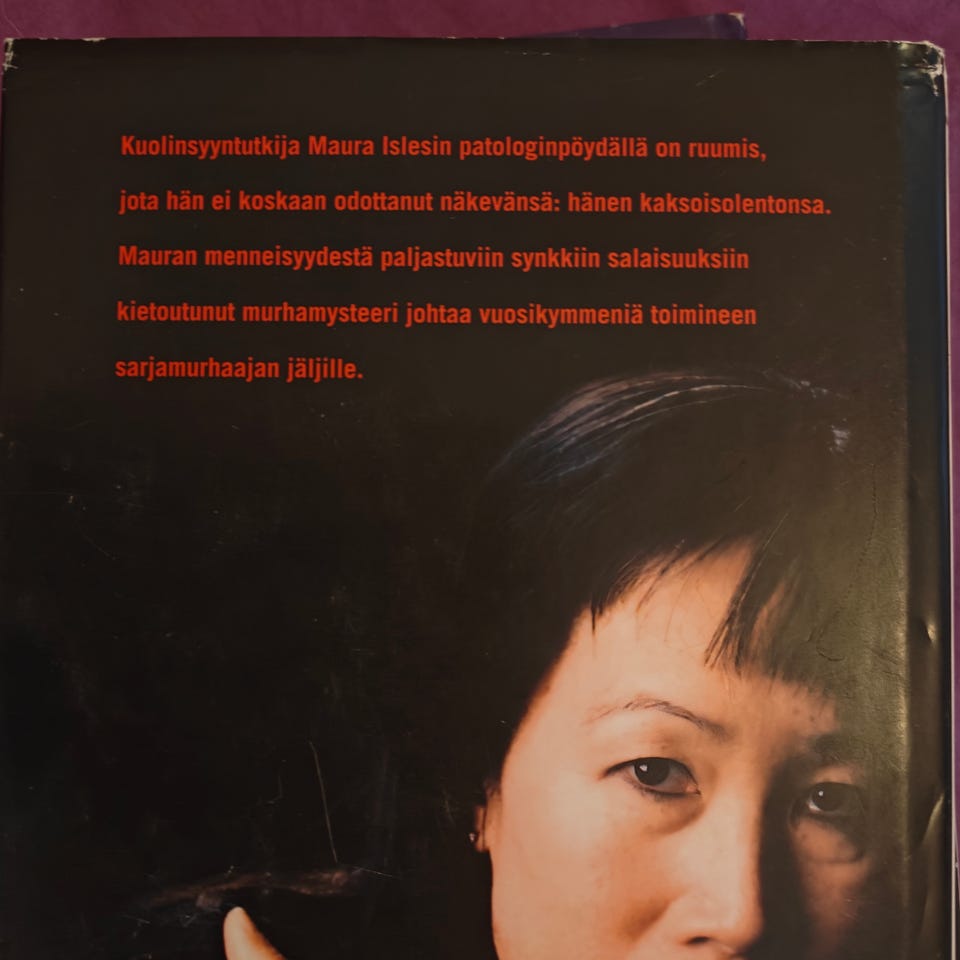 Kuolinsyyntutkija Maura Islesin patologinpöydällä on ruumis,
jota hän ei koskaan odottanut näkevänsä: hänen kaksoisolentonsa.
Mauran menneisyydestä paljastuviin synkkiin salaisuuksiin
kietoutunut murhamysteeri johtaa vuosikymmeniä toimineen
sarjamurhaajan jäljille.